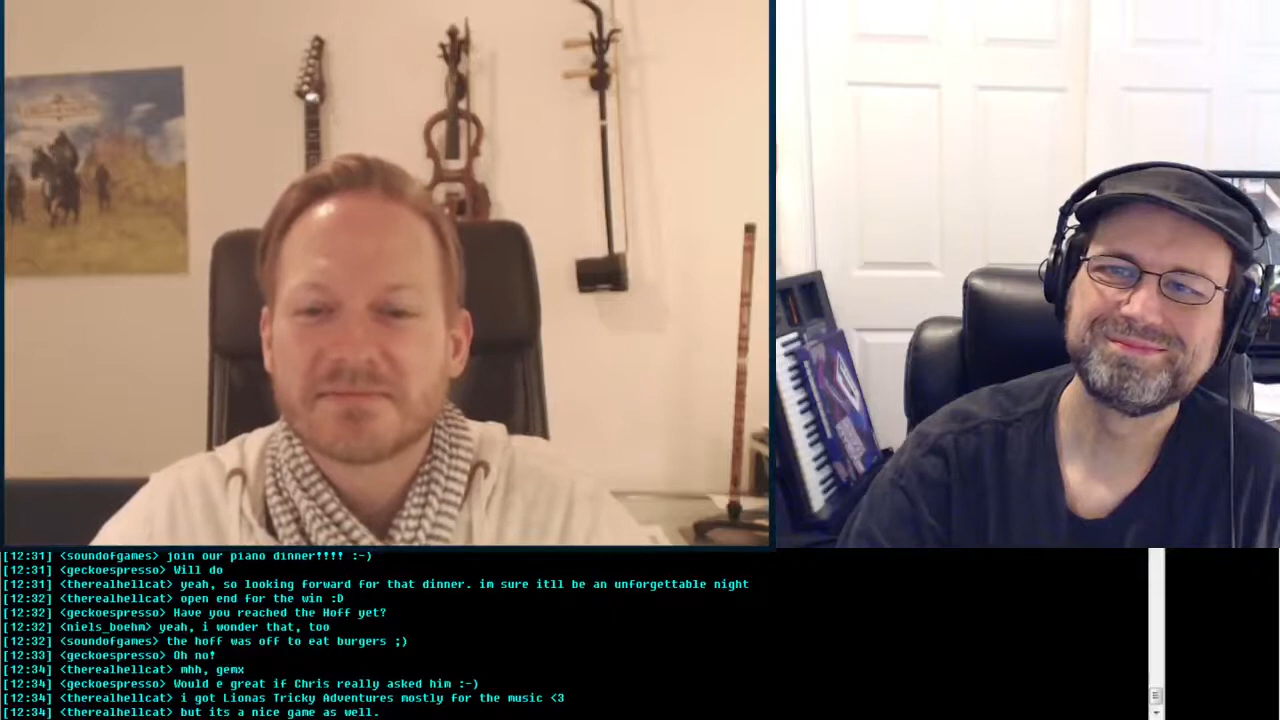 [12:31] <soundofgames> join our piano dinner!!!! :-)
[12:31] <geckoespresso> Will do
[12:31] <therealhellcat> yeah, so looking forward for that dinner. im sure itll be an unforgettable night
[12:32] <therealhellcat> open end for the win :D
[12:32] <geckoespresso> Have you reached the Hoff yet?
[12:32] <niels_boehm> yeah, i wonder that, too
[12:32] <soundofgames> the hoff was off to eat burgers ;)
[12:33] <geckoespresso> Oh no!
[12:34] <therealhellcat> mhh, gemx
[12:34] <geckoespresso> Would e great if Chris really asked him :-)
[12:34] <therealhellcat> i got Lionas Tricky Adventures mostly for the music <3
[12:34] <therealhellcat> but its a nice game as well.